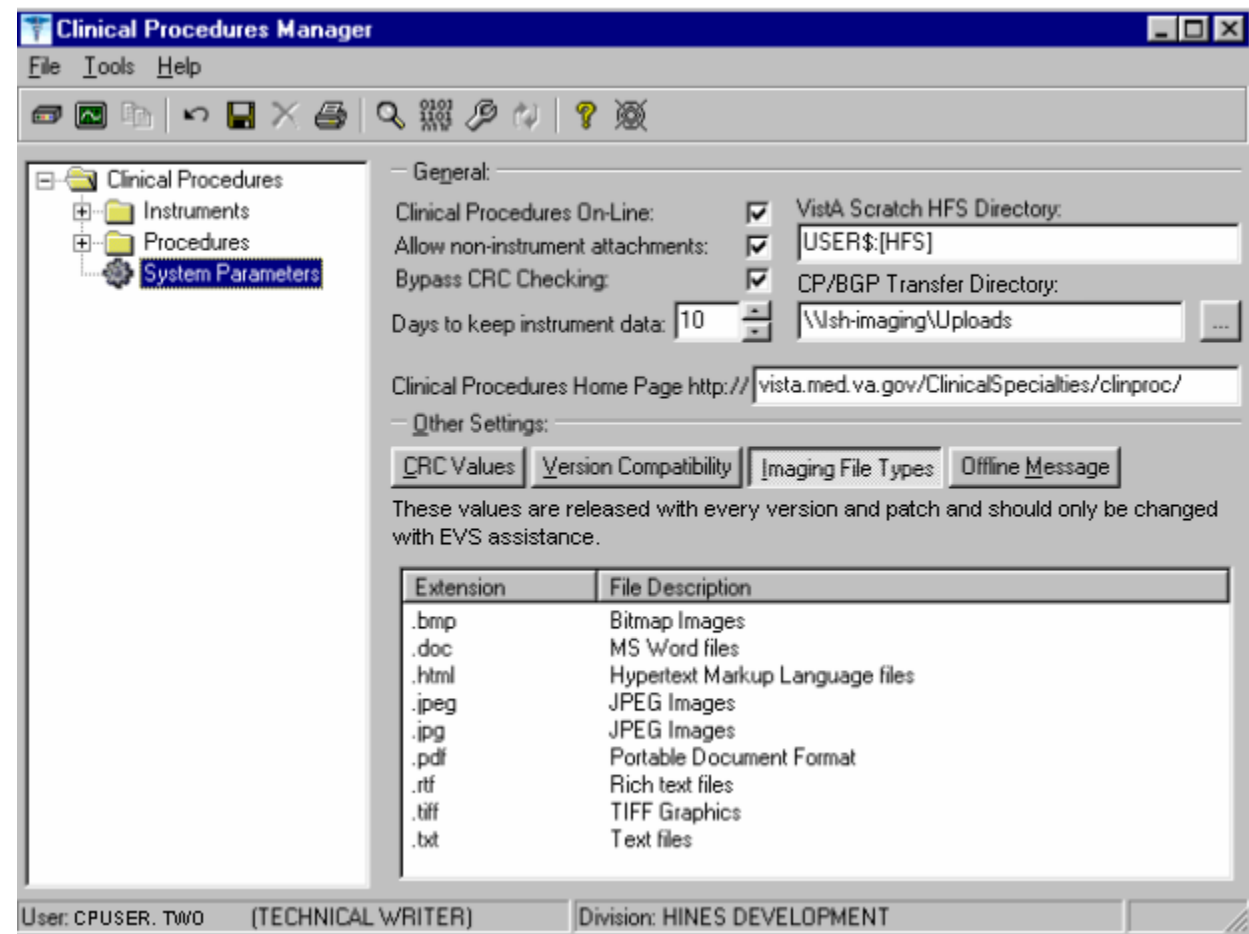 Clinical Procedures Manager
File Tools Help
Clinical Procedures
Instruments
Procedures
System Parameters
General:
Clinical Procedures On-Line:
Allow non-instrument attachments:
Bypass CRC Checking:
Days to keep instrument data: 10
VistA Scratch HFS Directory:
USER$:[HFS]
CP/BGP Transfer Directory:
\\Ish-imaging\Uploads ...
Clinical Procedures Home Page http:// vista.med.va.gov/ClinicalSpecialties/clinproc/
Other Settings:
CRC Values Version Compatibility Imaging File Types Offline Message
These values are released with every version and patch and should only be changed
with EVS assistance.
Extension File Description
.bmp Bitmap Images
.doc MS Word files
.html Hypertext Markup Language files
.jpeg JPEG Images
.jpg JPEG Images
.pdf Portable Document Format
.rtf Rich text files
.tiff TIFF Graphics
.txt Text files
User: CPUSER. TWO (TECHNICAL WRITER) Division: HINES DEVELOPMENT